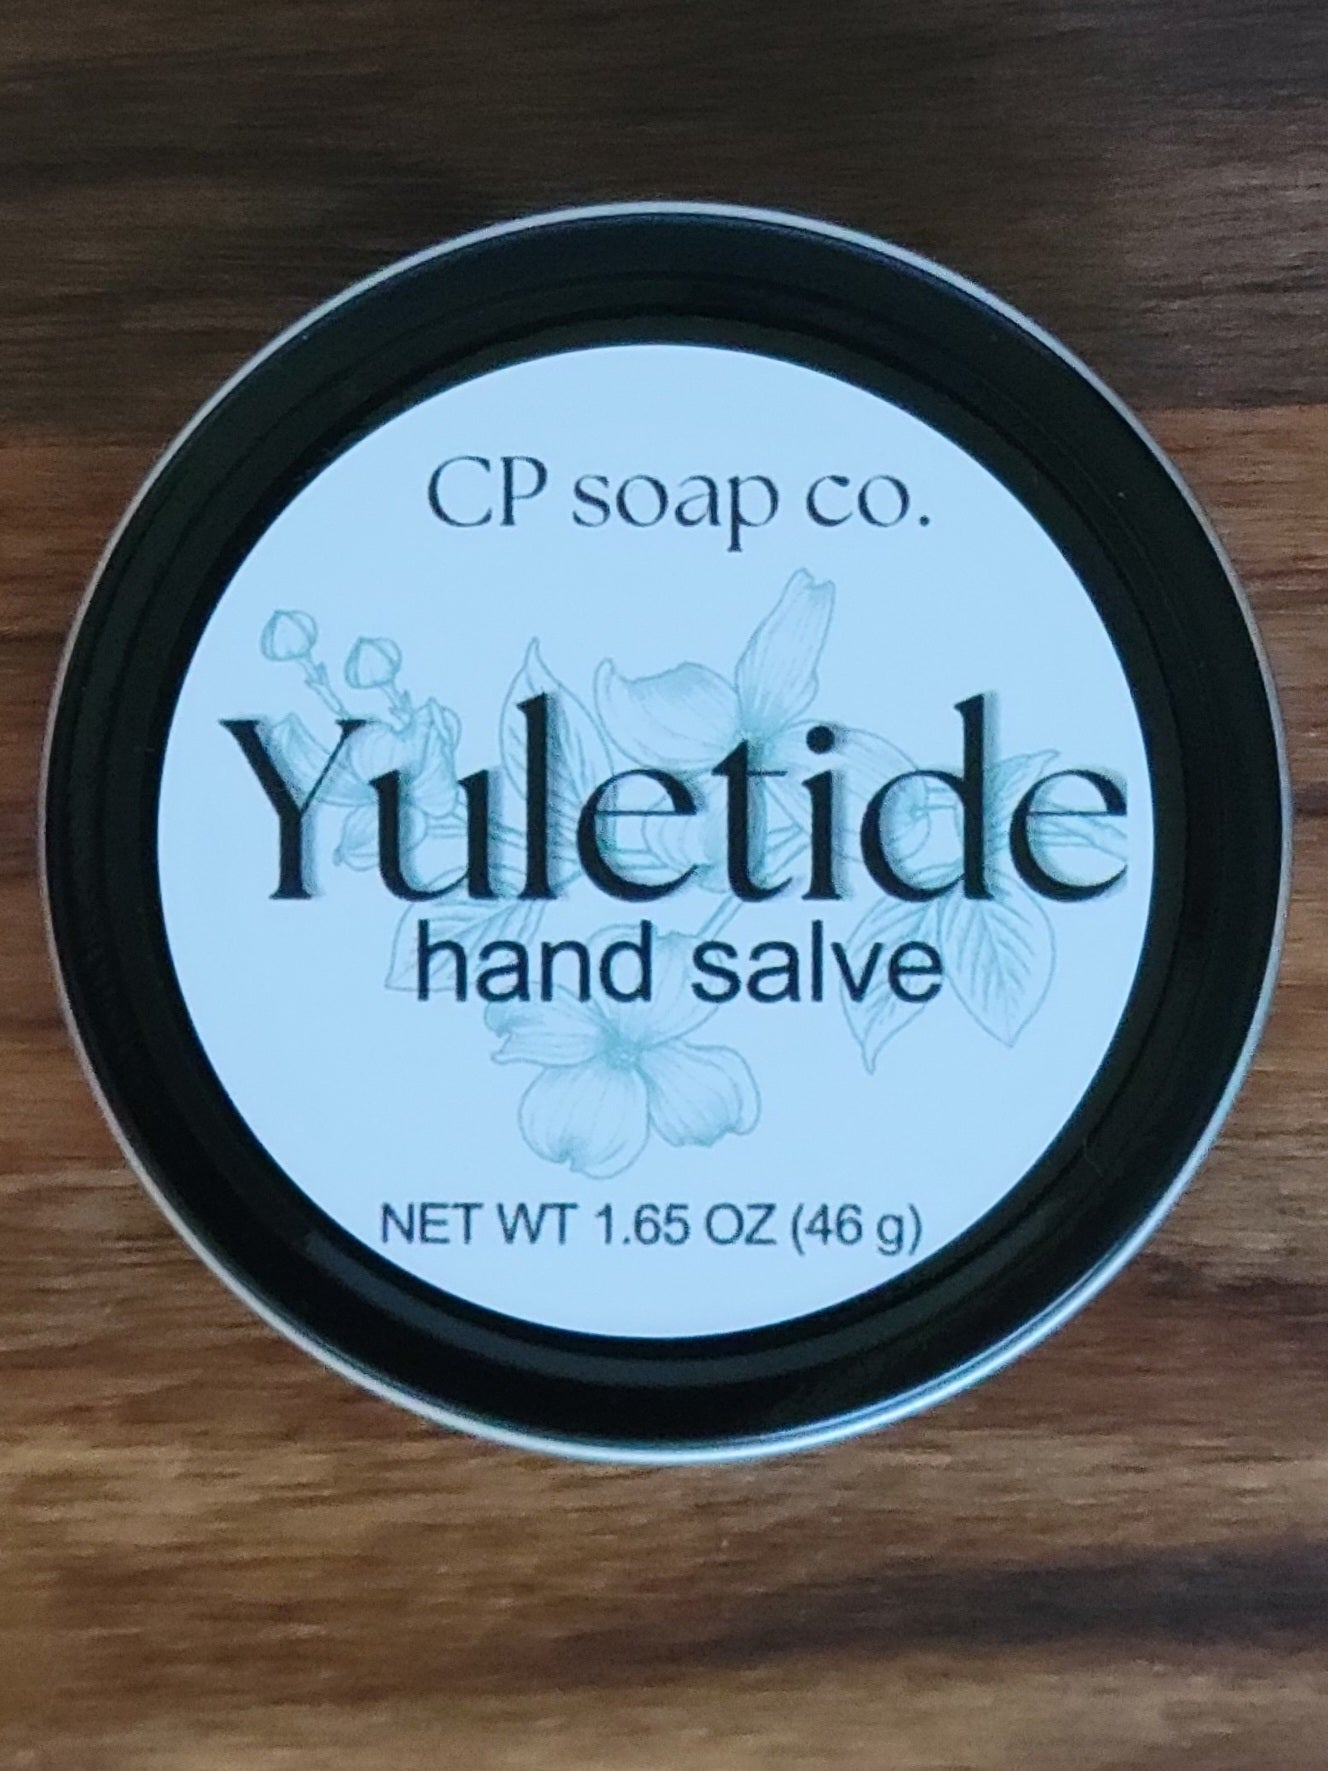 CP soap co.
Yuletide
hand salve
NET WT 1.65 OZ (46 g)